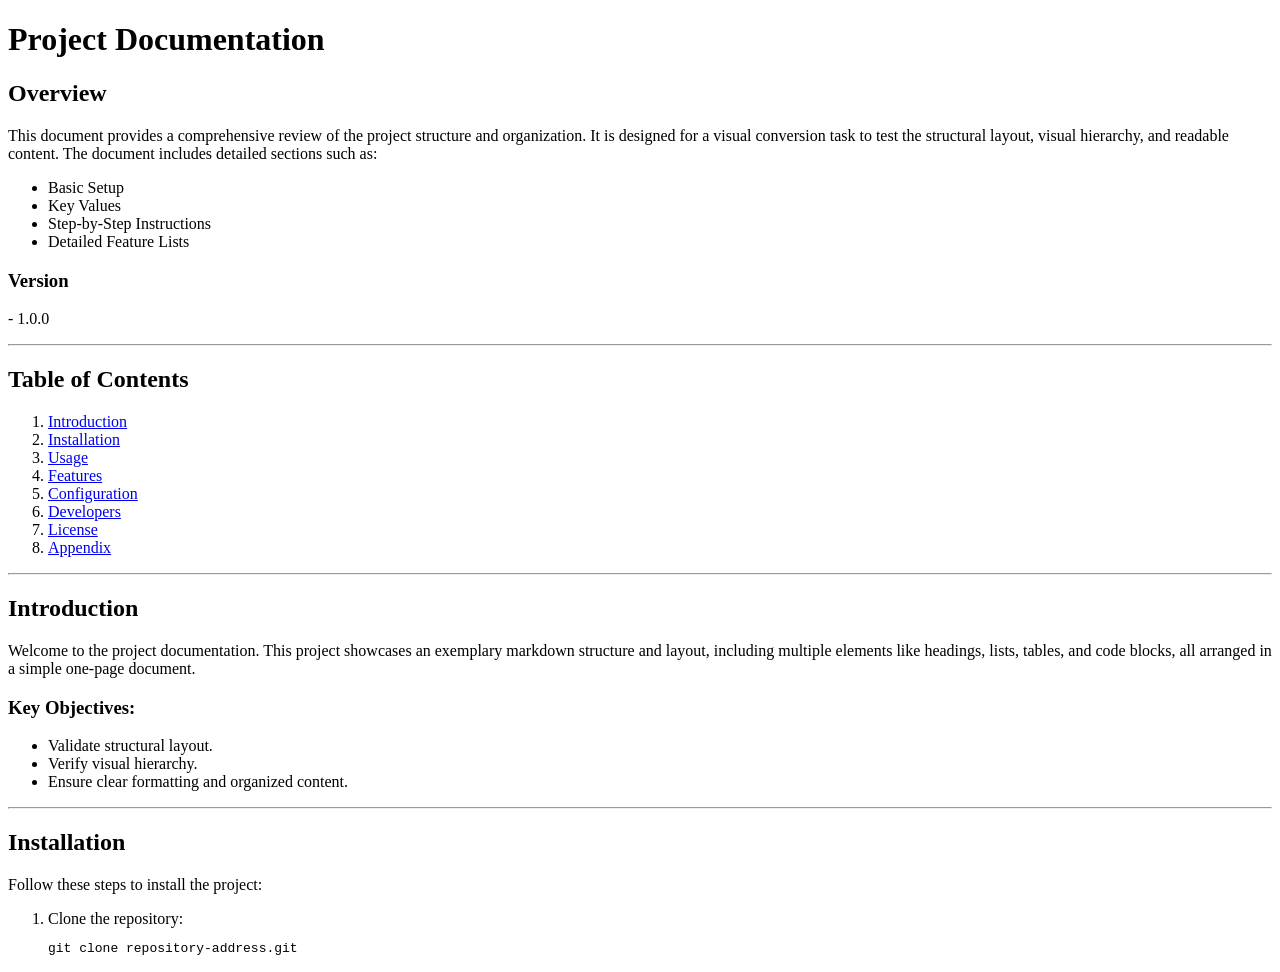 Project Documentation
Overview
This document provides a comprehensive review of the project structure and organization. It is designed for a visual conversion task to test the structural layout, visual hierarchy, and readable
content. The document includes detailed sections such as:
• Basic Setup
• Key Values
• Step-by-Step Instructions
• Detailed Feature Lists
Version
- 1.0.0
Table of Contents
1. Introduction
2. Installation
3. Usage
4. Features
5. Configuration
6. Developers
7. License
8. Appendix
Introduction
Welcome to the project documentation. This project showcases an exemplary markdown structure and layout, including multiple elements like headings, lists, tables, and code blocks, all arranged in
a simple one-page document.
Key Objectives:
• Validate structural layout.
• Verify visual hierarchy.
• Ensure clear formatting and organized content.
Installation
Follow these steps to install the project:
1. Clone the repository:
git clone repository-address.git